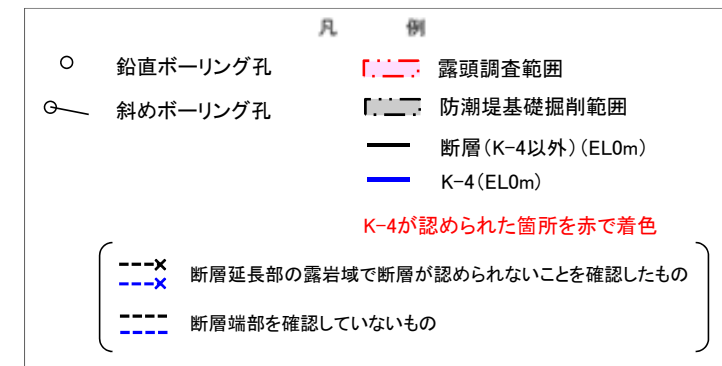 凡 例
鉛直ボーリング孔
斜めボーリング孔
露頭調査範囲
防潮堤基礎掘削範囲
断層(K-4以外)(EL0m)
K-4(EL0m)
K-4が認められた箇所を赤で着色
断層延長部の露岩域で断層が認められないことを確認したもの
断層端部を確認していないもの